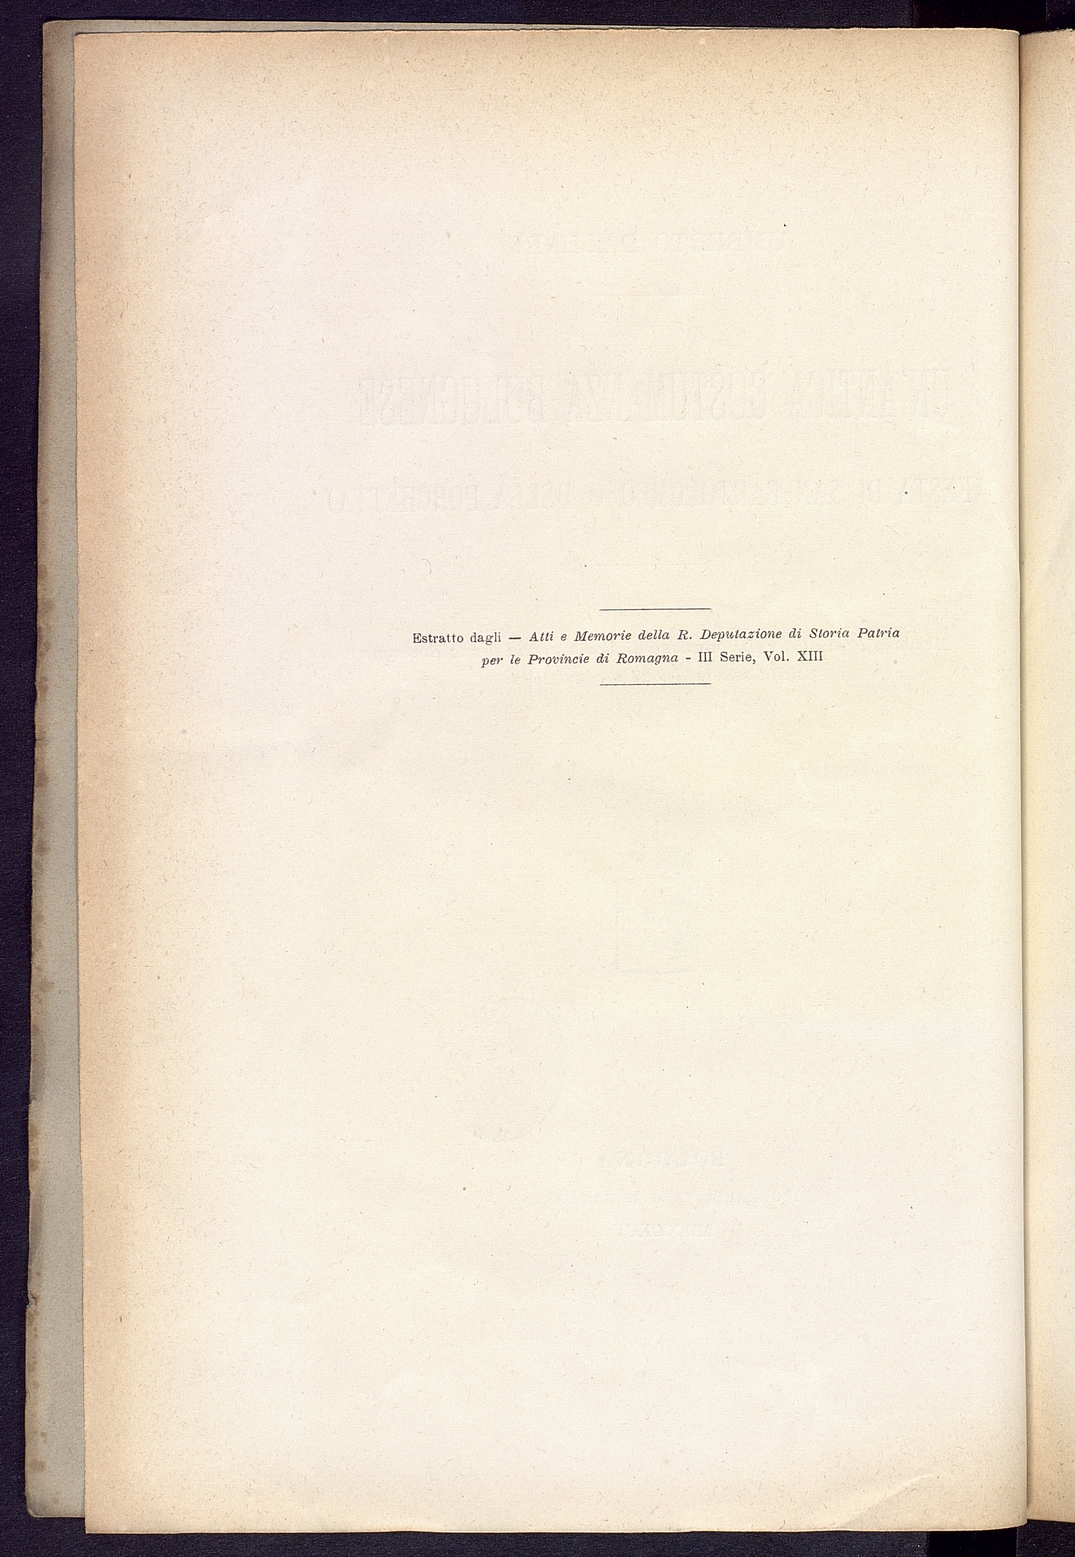 Estratto dagli — Atti e Memorie della R. Deputazione di Storia Patria
per le Provincie di Romagna - III Serie, Vol. XIII